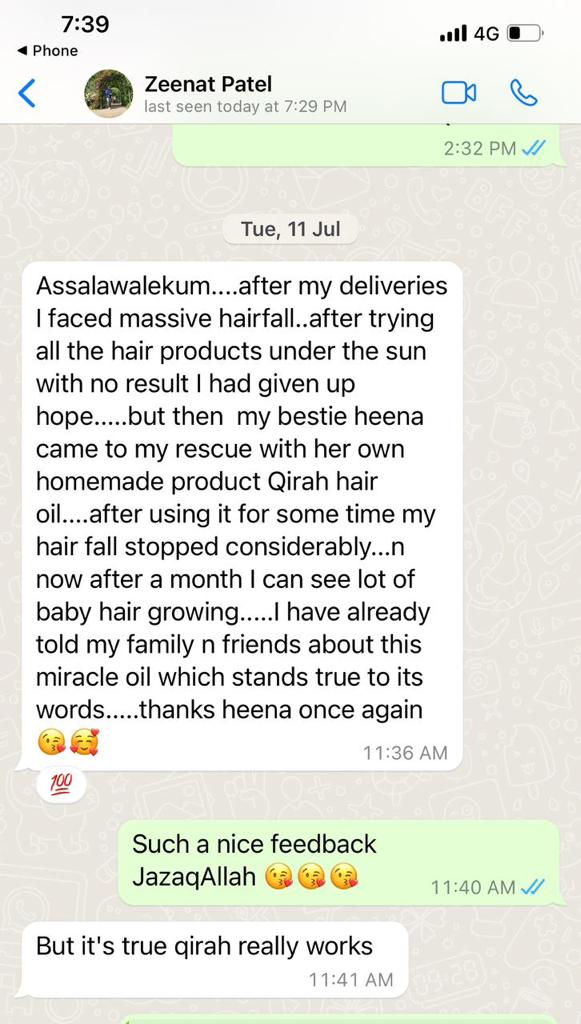 7:39
4G
◀ Phone
Zeenat Patel
last seen today at 7:29 PM
2:32 PM
Tue, 11 Jul
Assalawalekum....after my deliveries
I faced massive hairfall..after trying
all the hair products under the sun
with no result I had given up
hope.....but then  my bestie heena
came to my rescue with her own
homemade product Qirah hair
oil....after using it for some time my
hair fall stopped considerably...n
now after a month I can see lot of
baby hair growing.....I have already
told my family n friends about this
miracle oil which stands true to its
words.....thanks heena once again
😘🥰
11:36 AM
💯
Such a nice feedback
JazaqAllah 😘😘😘
11:40 AM
But it's true qirah really works
11:41 AM